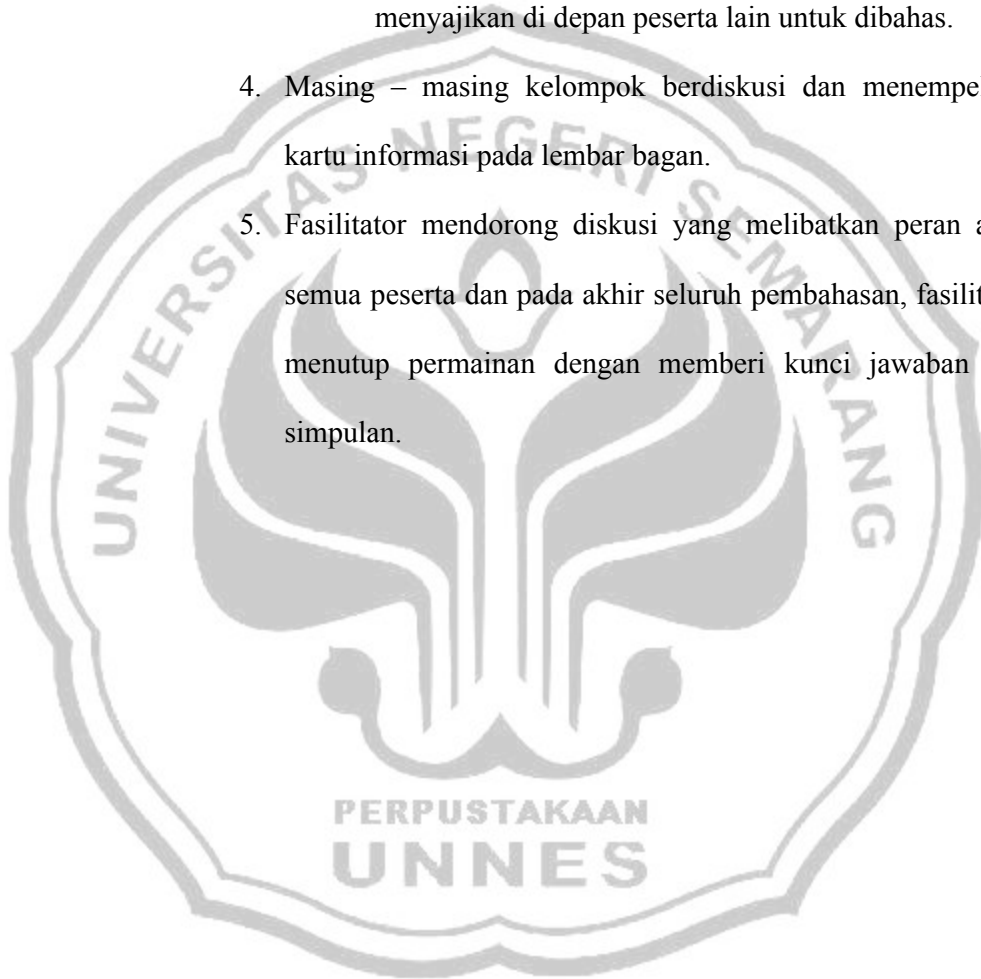 menyajikan di depan peserta lain untuk dibahas.
4. Masing – masing kelompok berdiskusi dan menempe
kartu informasi pada lembar bagan.
5. Fasilitator mendorong diskusi yang melibatkan peran a
semua peserta dan pada akhir seluruh pembahasan, fasilit
menutup permainan dengan memberi kunci jawaban
simpulan.
UNIVERSITAS NEGERI SEMARANG
PERPUSTAKAAN
UNNES